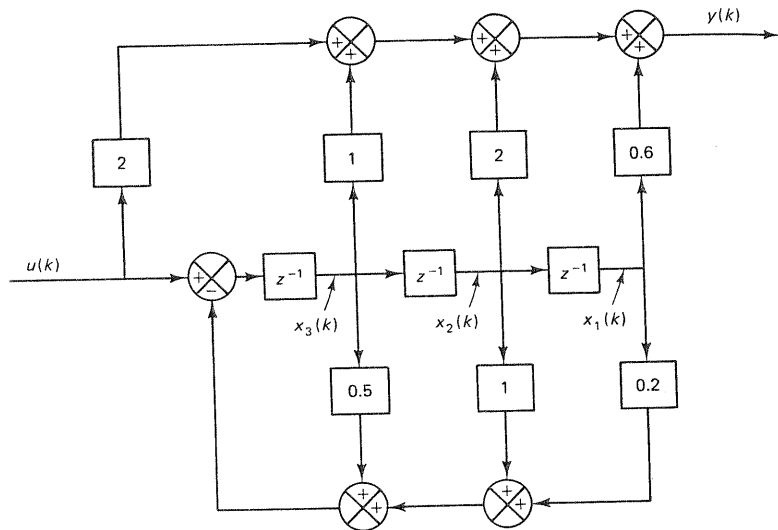 y(k)
+ +
+ +
+ +
2
1
2
0.6
u(k)
+
−
z⁻¹
z⁻¹
z⁻¹
x₃(k)
x₂(k)
x₁(k)
0.5
1
0.2
+ +
+ +